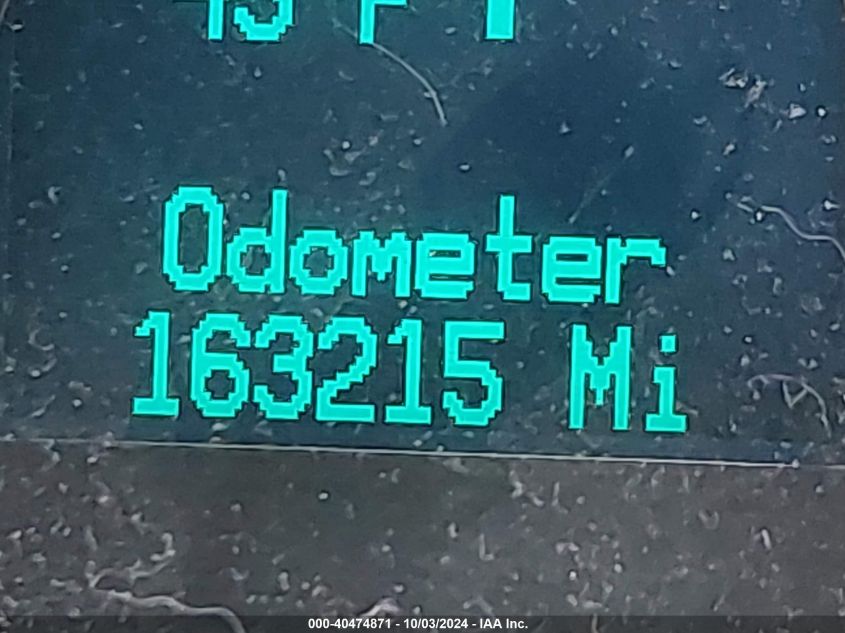 Odometer
163215 Mi
000-40474871 - 10/03/2024 - IAA Inc.